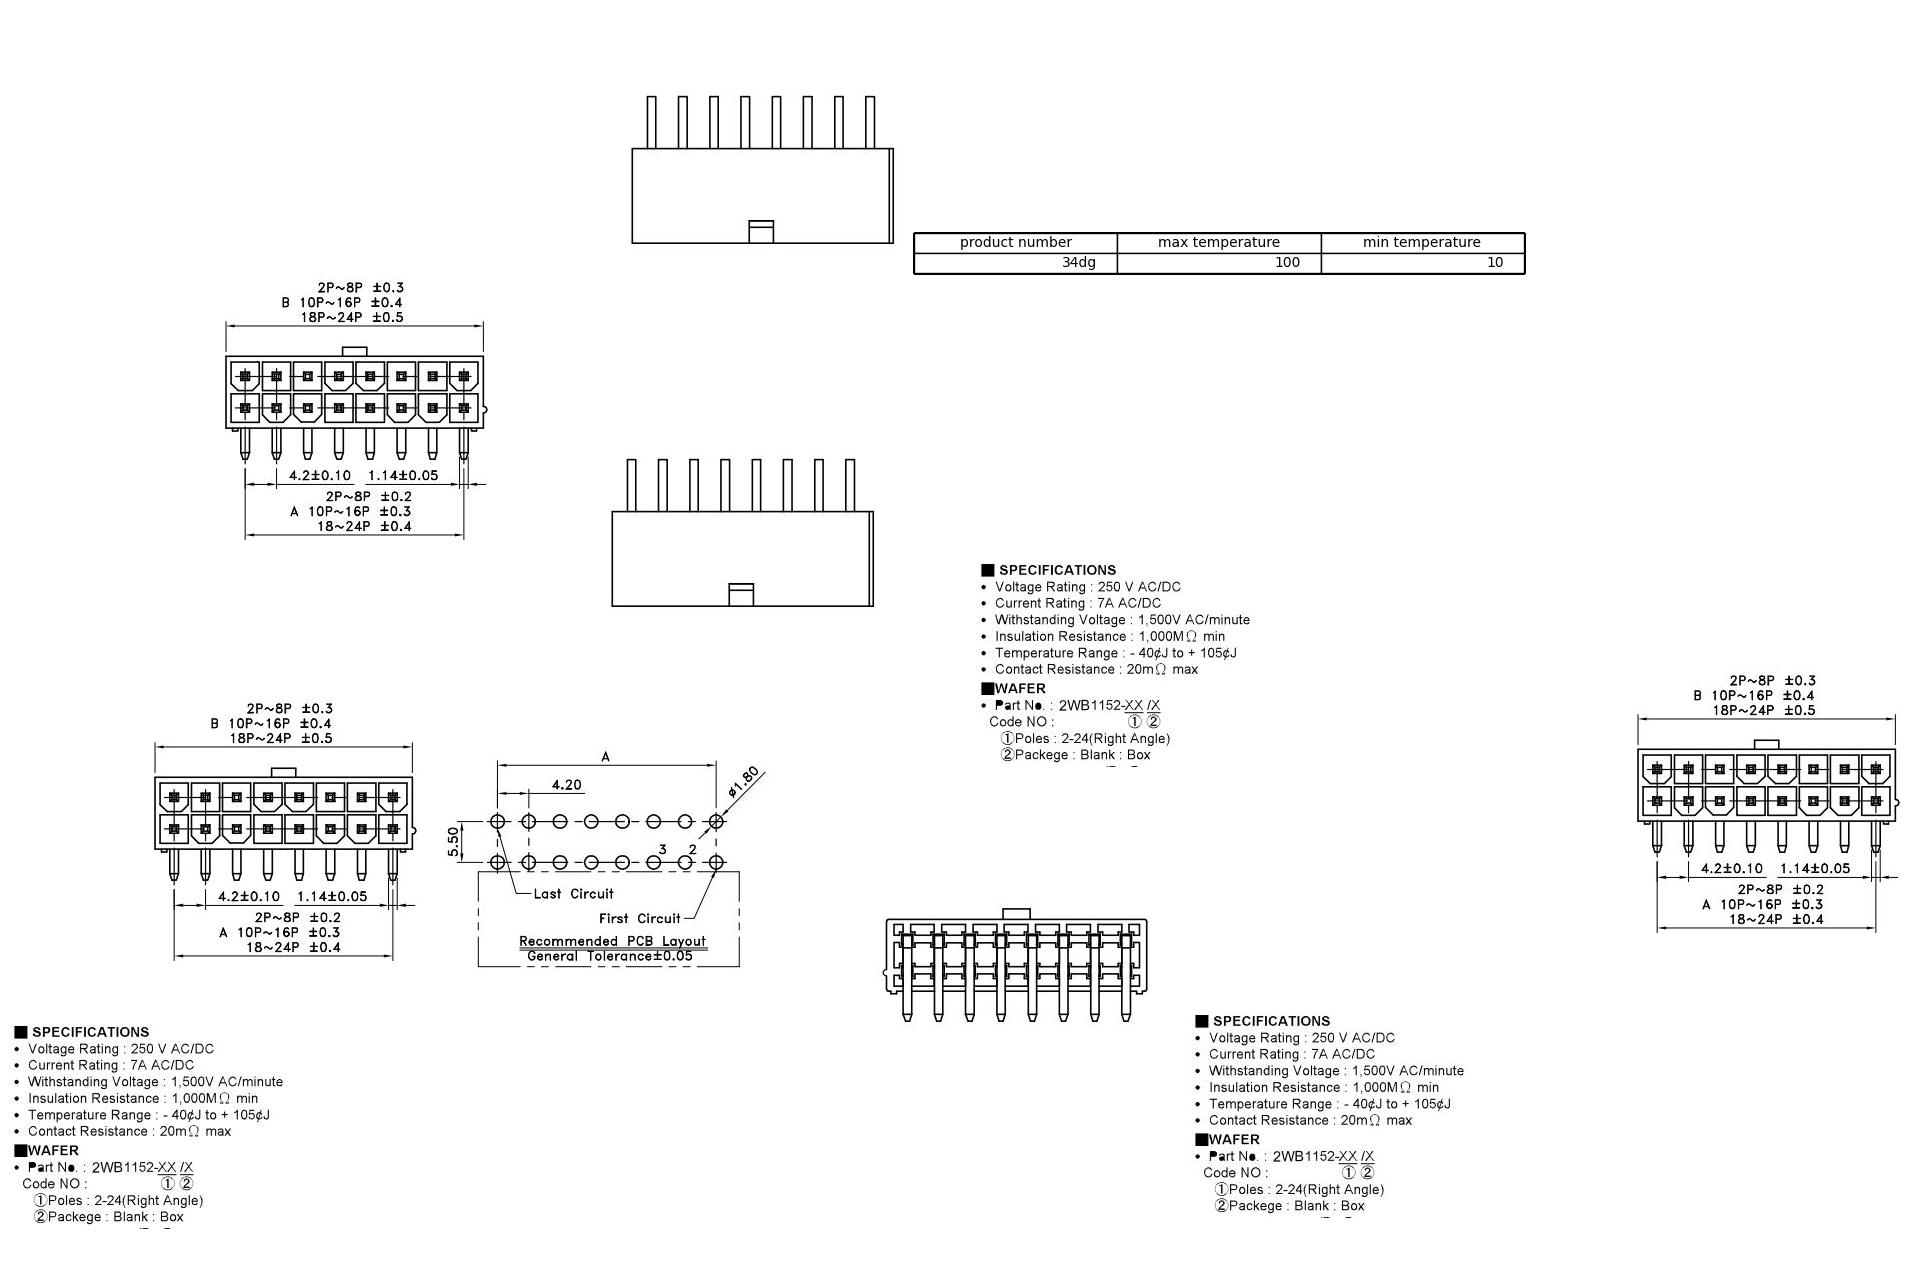 product number max temperature min temperature
34dg 100 10
2P~8P ±0.3
B 10P~16P ±0.4
18P~24P ±0.5
4.2±0.10 1.14±0.05
2P~8P ±0.2
A 10P~16P ±0.3
18~24P ±0.4
■ SPECIFICATIONS
• Voltage Rating : 250 V AC/DC
• Current Rating : 7A AC/DC
• Withstanding Voltage : 1,500V AC/minute
• Insulation Resistance : 1,000MΩ min
• Temperature Range : - 40¢J to + 105¢J
• Contact Resistance : 20mΩ max
■WAFER
• Part No. : 2WB1152-XX /X
Code NO : ① ②
①Poles : 2-24(Right Angle)
②Packege : Blank : Box
2P~8P ±0.3
B 10P~16P ±0.4
18P~24P ±0.5
4.2±0.10 1.14±0.05
2P~8P ±0.2
A 10P~16P ±0.3
18~24P ±0.4
A
4.20
ø1.80
5.50
3 2
Last Circuit
First Circuit
Recommended PCB Layout
General Tolerance±0.05
2P~8P ±0.3
B 10P~16P ±0.4
18P~24P ±0.5
4.2±0.10 1.14±0.05
2P~8P ±0.2
A 10P~16P ±0.3
18~24P ±0.4
■ SPECIFICATIONS
• Voltage Rating : 250 V AC/DC
• Current Rating : 7A AC/DC
• Withstanding Voltage : 1,500V AC/minute
• Insulation Resistance : 1,000MΩ min
• Temperature Range : - 40¢J to + 105¢J
• Contact Resistance : 20mΩ max
■WAFER
• Part No. : 2WB1152-XX /X
Code NO : ① ②
①Poles : 2-24(Right Angle)
②Packege : Blank : Box
■ SPECIFICATIONS
• Voltage Rating : 250 V AC/DC
• Current Rating : 7A AC/DC
• Withstanding Voltage : 1,500V AC/minute
• Insulation Resistance : 1,000MΩ min
• Temperature Range : - 40¢J to + 105¢J
• Contact Resistance : 20mΩ max
■WAFER
• Part No. : 2WB1152-XX /X
Code NO : ① ②
①Poles : 2-24(Right Angle)
②Packege : Blank : Box